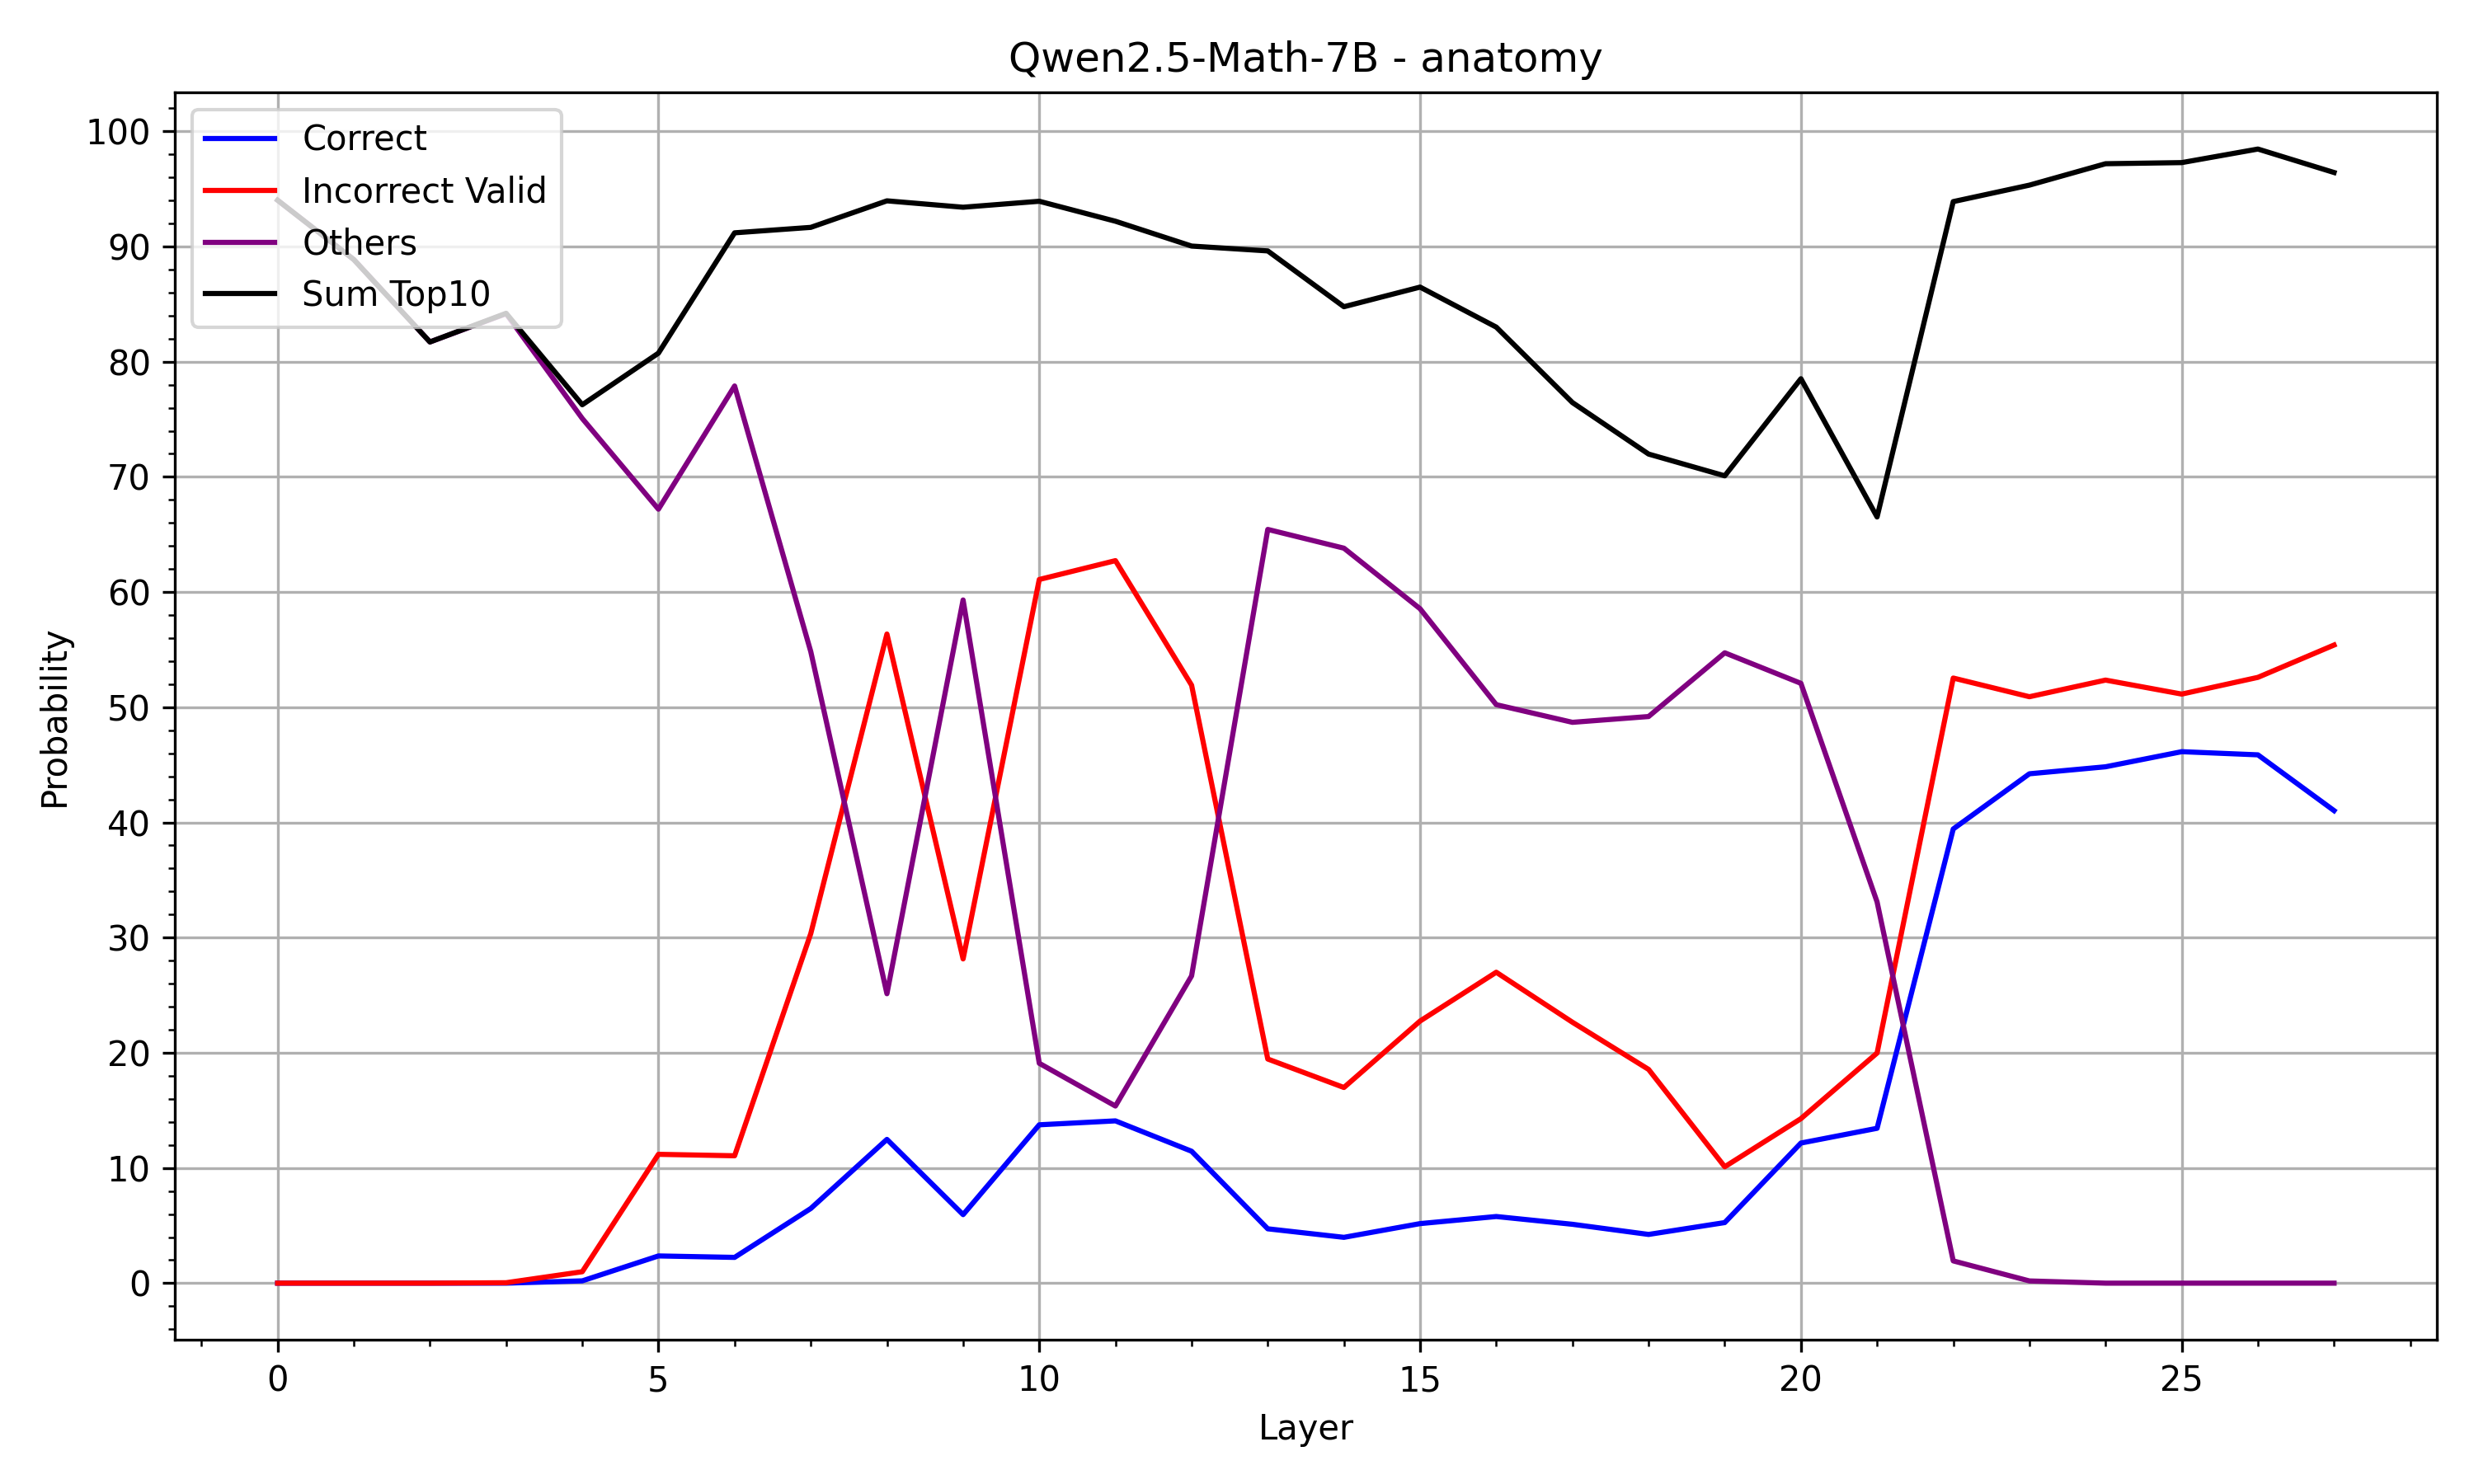 Qwen2.5-Math-7B - anatomy
Correct
Incorrect Valid
Others
Sum Top10
100
90
80
70
60
50
40
30
20
10
0
Probability
0 5 10 15 20 25
Layer